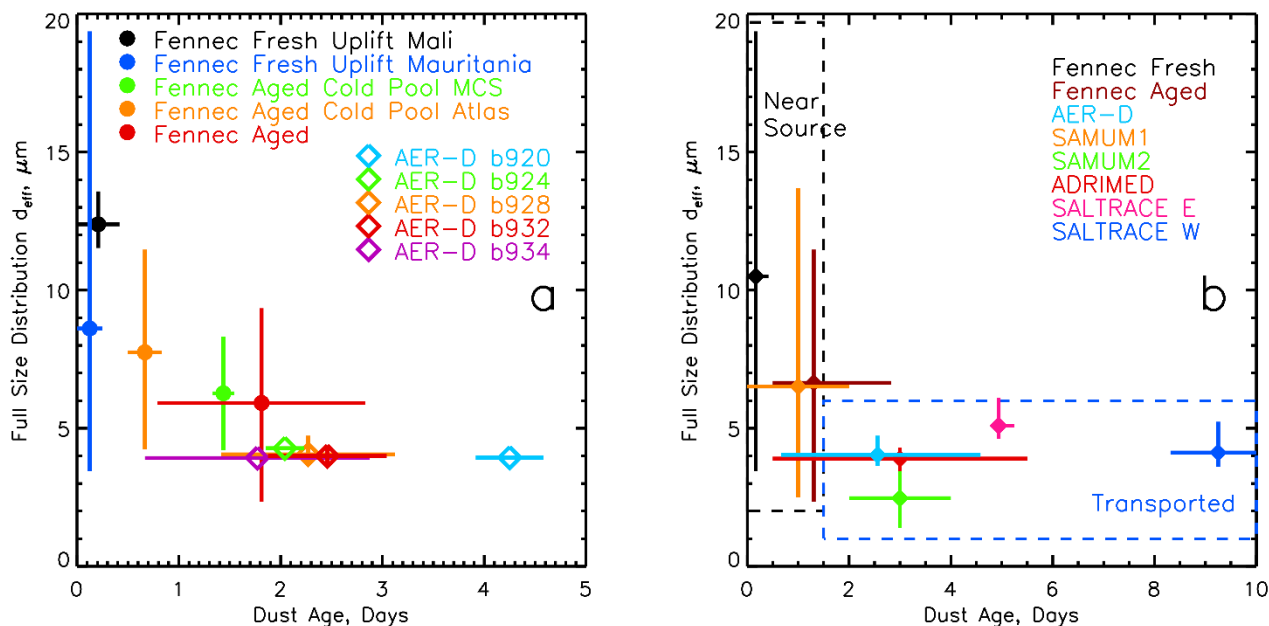 20
15
10
5
0
Full Size Distribution d_eff, μm
Fennec Fresh Uplift Mali
Fennec Fresh Uplift Mauritania
Fennec Aged Cold Pool MCS
Fennec Aged Cold Pool Atlas
Fennec Aged
AER-D b920
AER-D b924
AER-D b928
AER-D b932
AER-D b934
a
0 1 2 3 4 5
Dust Age, Days
20
15
10
5
0
Full Size Distribution d_eff, μm
Near
Source
Fennec Fresh
Fennec Aged
AER-D
SAMUM1
SAMUM2
ADRIMED
SALTRACE E
SALTRACE W
b
Transported
0 2 4 6 8 10
Dust Age, Days